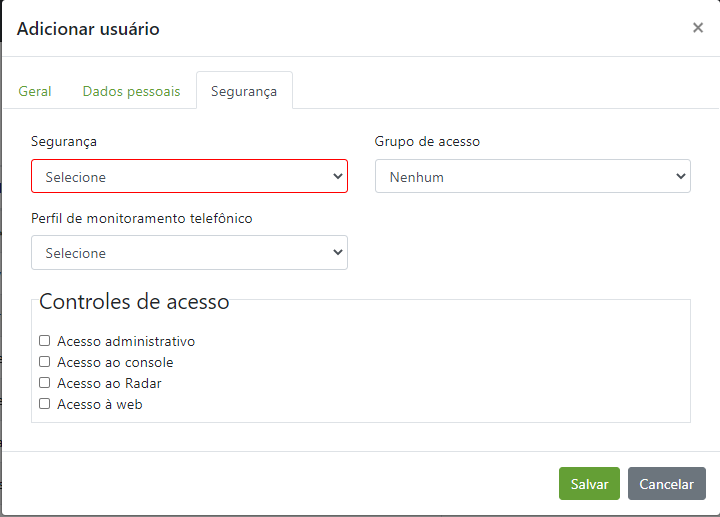 Adicionar usuário ×
Geral Dados pessoais Segurança
Segurança Grupo de acesso
Selecione Nenhum
Perfil de monitoramento telefônico
Selecione
Controles de acesso
Acesso administrativo
Acesso ao console
Acesso ao Radar
Acesso à web
Salvar Cancelar